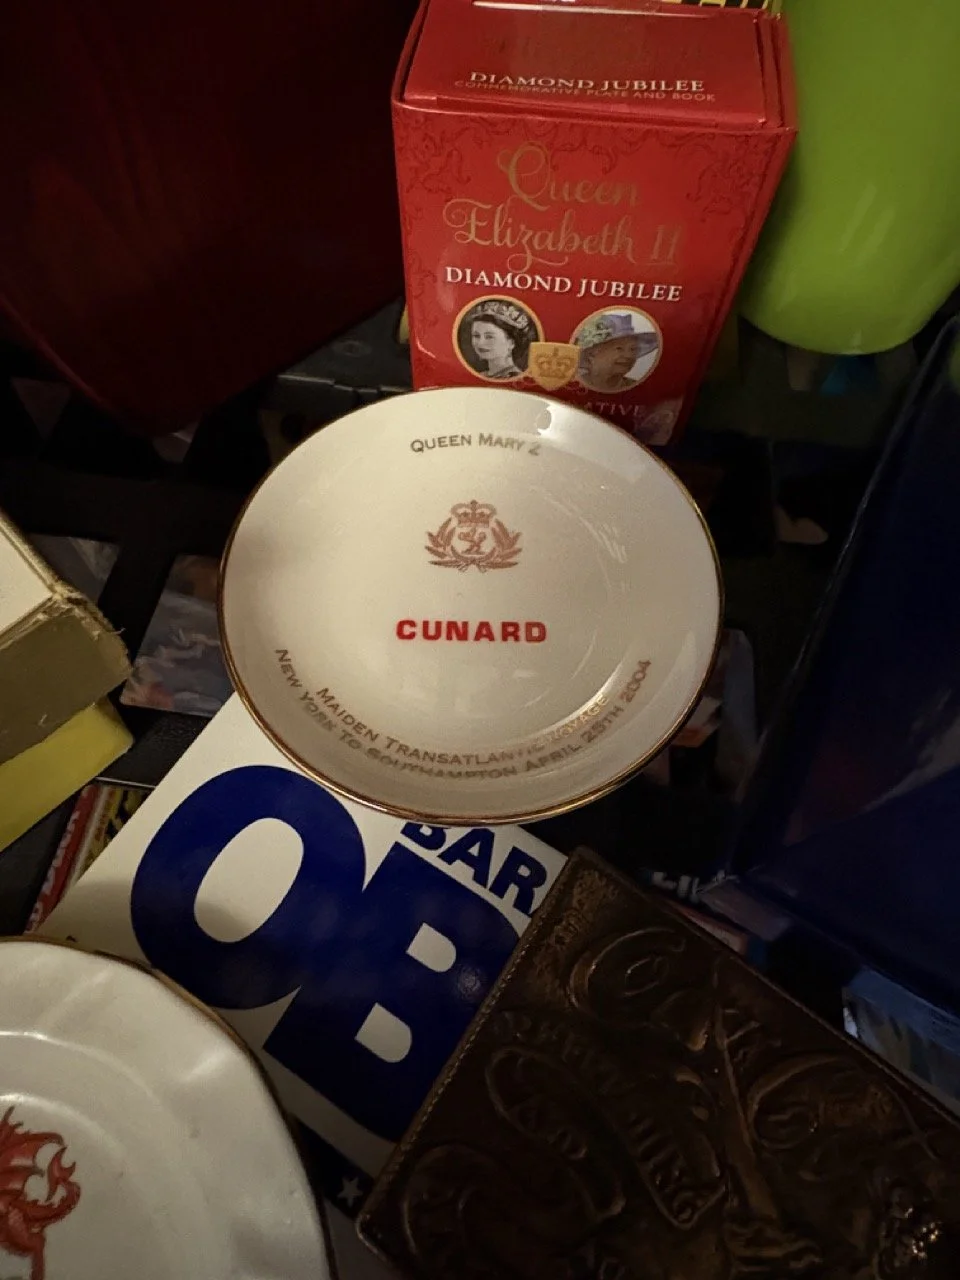 DIAMOND JUBILEE
COMMEMORATIVE PLATE AND BOOK
Queen
Elizabeth II
DIAMOND JUBILEE
ATIVE
QUEEN MARY 2
CUNARD
MAIDEN TRANSATLANTIC VOYAGE
NEW YORK TO SOUTHAMPTON APRIL 25TH 2004
BAR
OB